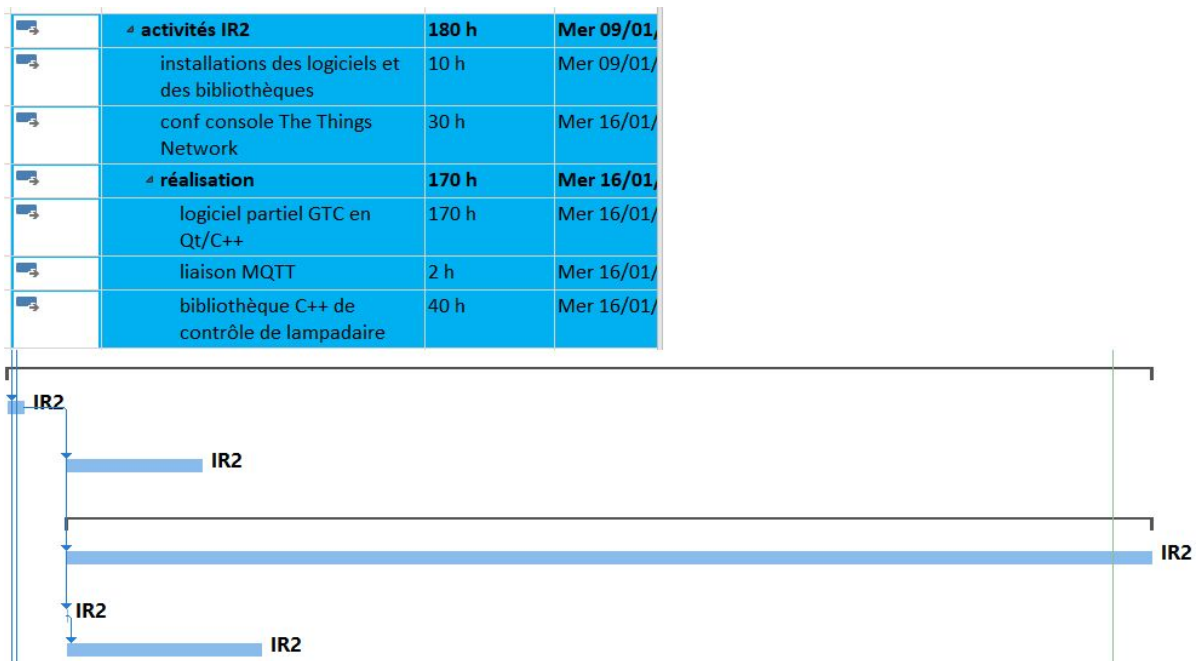 activités IR2 180 h Mer 09/01/
installations des logiciels et 10 h Mer 09/01/
des bibliothèques
conf console The Things 30 h Mer 16/01/
Network
réalisation 170 h Mer 16/01/
logiciel partiel GTC en 170 h Mer 16/01/
Qt/C++
liaison MQTT 2 h Mer 16/01/
bibliothèque C++ de 40 h Mer 16/01/
contrôle de lampadaire
IR2
IR2
IR2
IR2
IR2